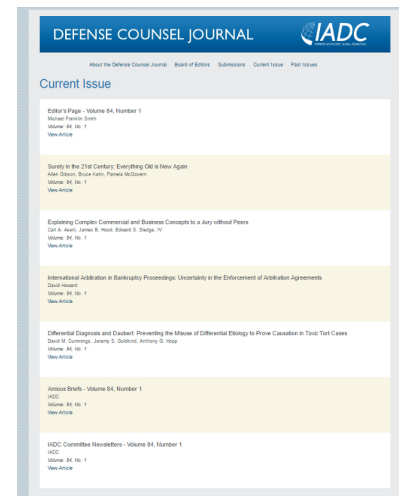 DEFENSE COUNSEL JOURNAL
IADC
About the Defense Counsel Journal Board of Editors Submissions Current Issue Past Issues
Current Issue
Editor's Page - Volume 84, Number 1
Michael Franklin Smith
Volume: 84, No. 1
View Article
Surety in the 21st Century: Everything Old is New Again
Allen Gibson, Bruce Kahn, Pamela McGovern
Volume: 84, No. 1
View Article
Explaining Complex Commercial and Business Concepts to a Jury without Peers
Carl A. Aveni, James B. Hood, Edward S. Sledge, IV
Volume: 84, No. 1
View Article
International Arbitration in Bankruptcy Proceedings: Uncertainty in the Enforcement of Arbitration Agreements
David Howard
Volume: 84, No. 1
View Article
Differential Diagnosis and Daubert: Preventing the Misuse of Differential Etiology to Prove Causation in Toxic Tort Cases
David M. Cummings, Jeremy S. Goldkind, Anthony G. Hopp
Volume: 84, No. 1
View Article
Amicus Briefs - Volume 84, Number 1
IADC
Volume: 84, No. 1
View Article
IADC Committee Newsletters - Volume 84, Number 1
IADC
Volume: 84, No. 1
View Article